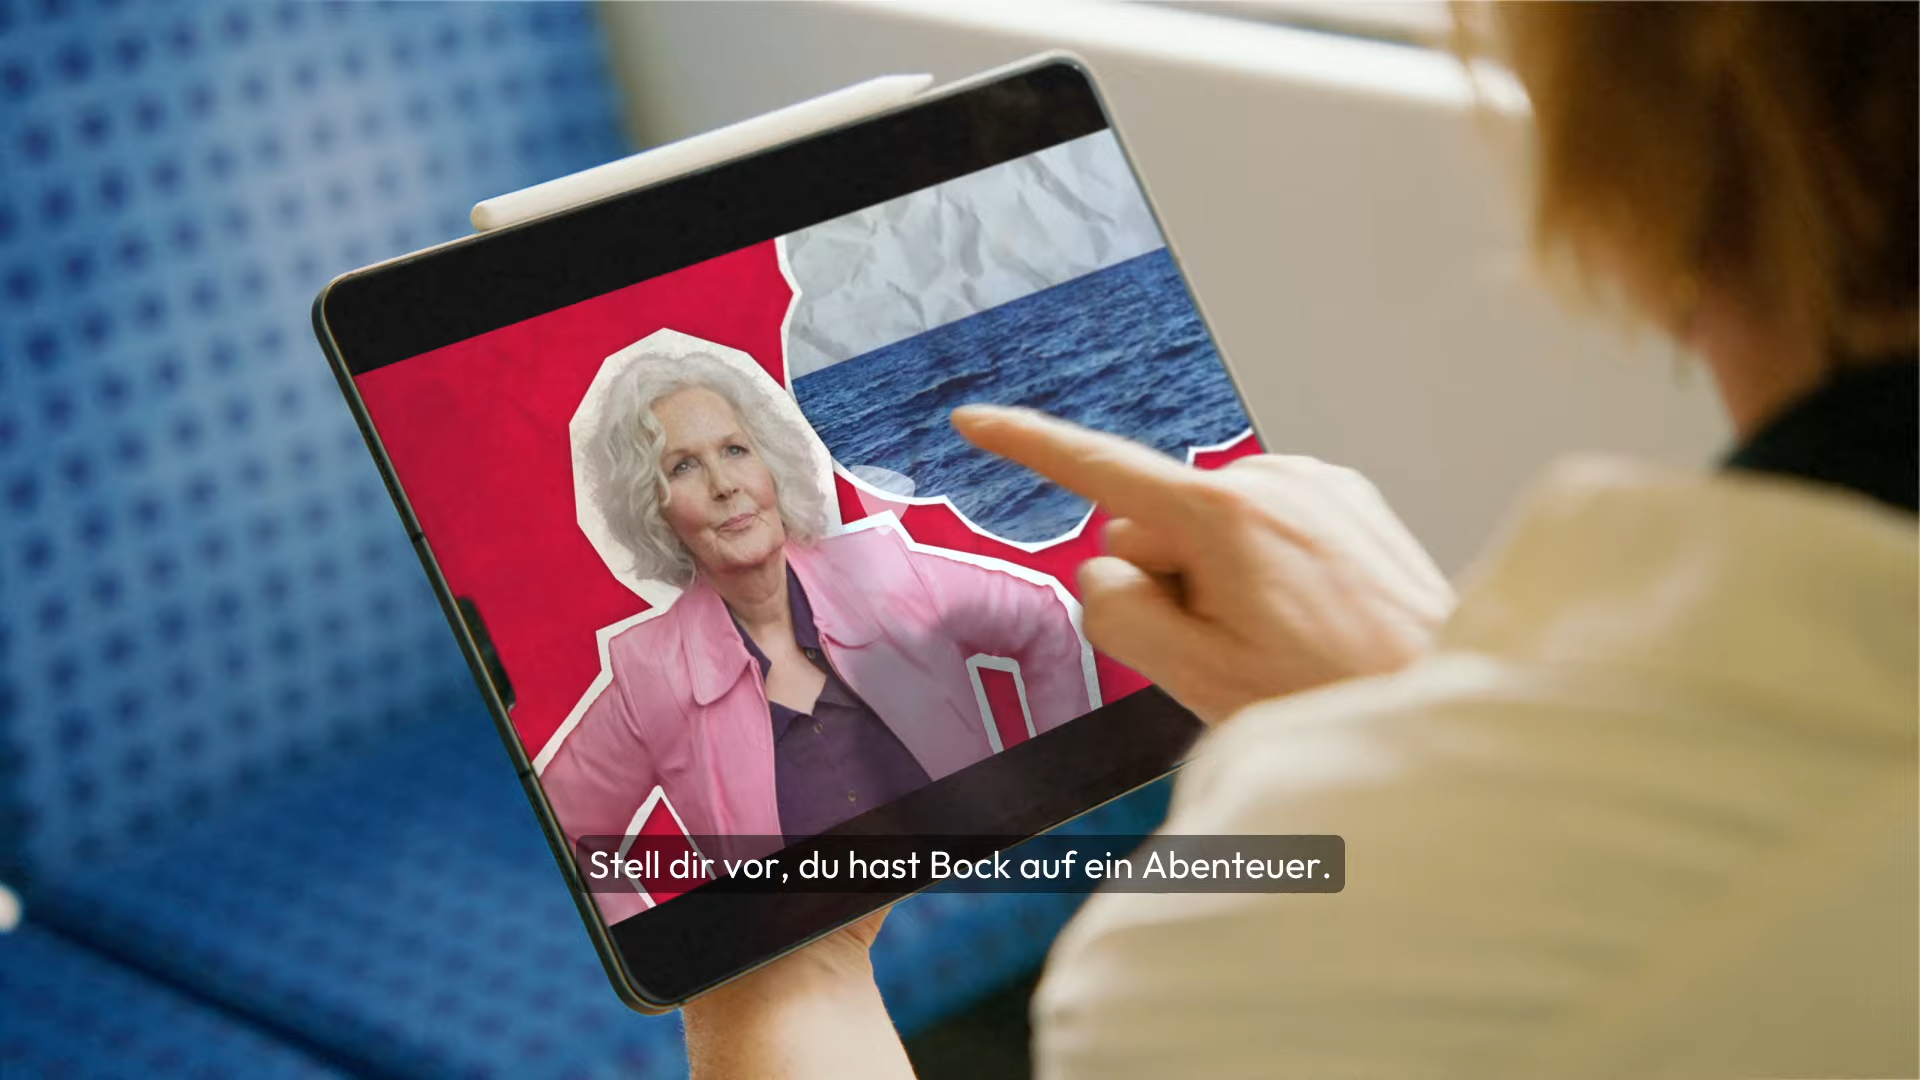 Stell dir vor, du hast Bock auf ein Abenteuer.